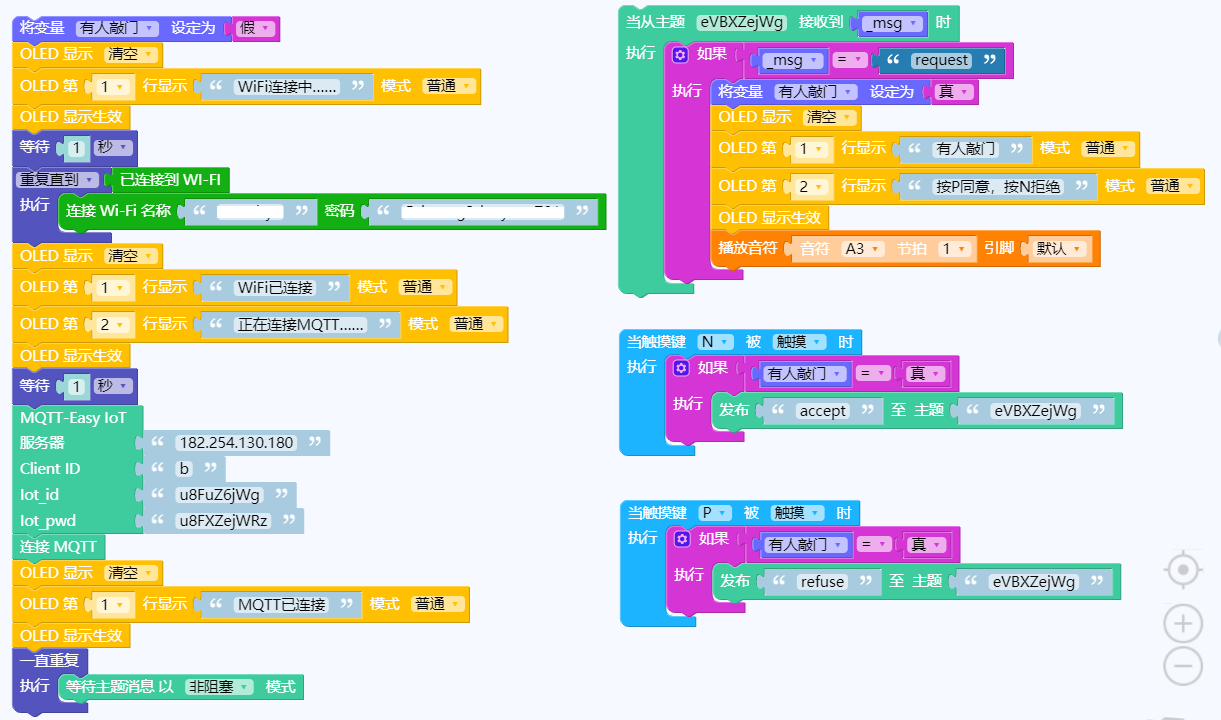 将变量 有人敲门 设定为 假
OLED 显示 清空
OLED 第 1 行显示 “ WiFi连接中...... ” 模式 普通
OLED 显示生效
等待 1 秒
重复直到 已连接到 WI-FI
执行 连接 Wi-Fi 名称 “ ” 密码 “ ”
OLED 显示 清空
OLED 第 1 行显示 “ WiFi已连接 ” 模式 普通
OLED 第 2 行显示 “ 正在连接MQTT...... ” 模式 普通
OLED 显示生效
等待 1 秒
MQTT-Easy IoT
服务器 “ 182.254.130.180 ”
Client ID “ b ”
Iot_id “ u8FuZ6jWg ”
Iot_pwd “ u8FXZejWRz ”
连接 MQTT
OLED 显示 清空
OLED 第 1 行显示 “ MQTT已连接 ” 模式 普通
OLED 显示生效
一直重复
执行 等待主题消息 以 非阻塞 模式
当从主题 eVBXZejWg 接收到 _msg 时
执行 如果 _msg = “ request ”
执行 将变量 有人敲门 设定为 真
OLED 显示 清空
OLED 第 1 行显示 “ 有人敲门 ” 模式 普通
OLED 第 2 行显示 “ 按P同意，按N拒绝 ” 模式 普通
OLED 显示生效
播放音符 音符 A3 节拍 1 引脚 默认
当触摸键 N 被 触摸 时
执行 如果 有人敲门 = 真
执行 发布 “ accept ” 至 主题 “ eVBXZejWg ”
当触摸键 P 被 触摸 时
执行 如果 有人敲门 = 真
执行 发布 “ refuse ” 至 主题 “ eVBXZejWg ”